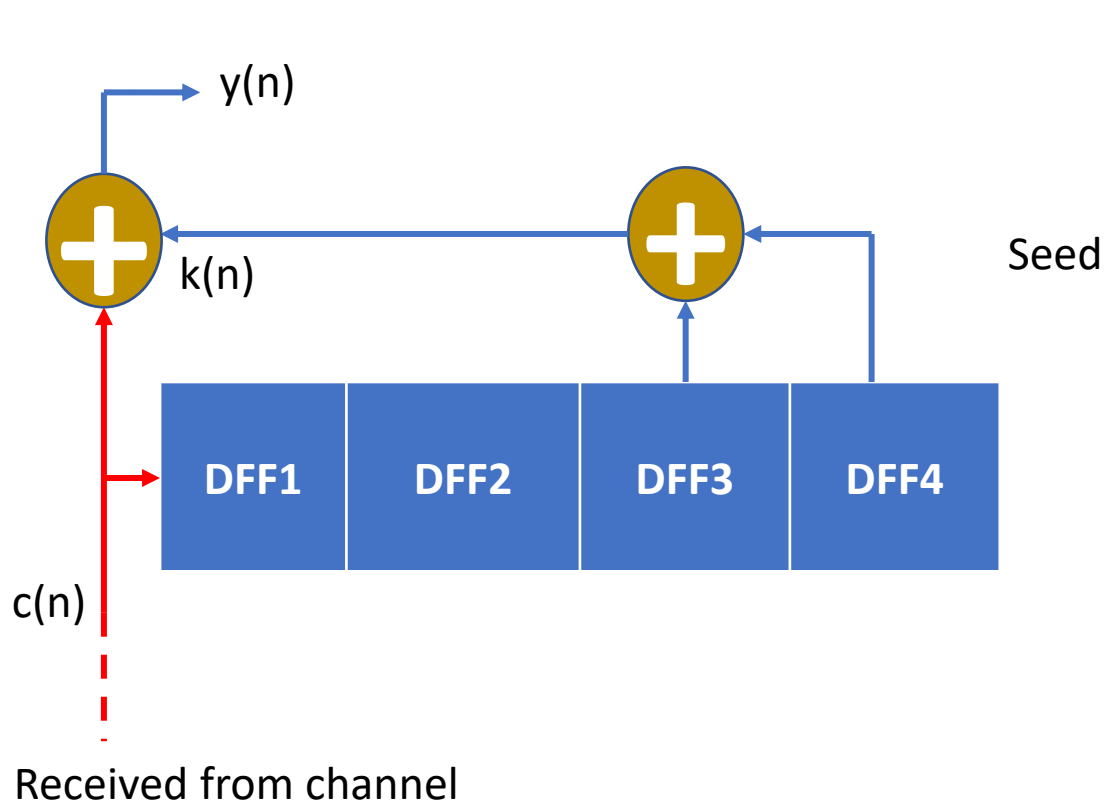 y(n)
k(n)
Seed
DFF1
DFF2
DFF3
DFF4
c(n)
Received from channel